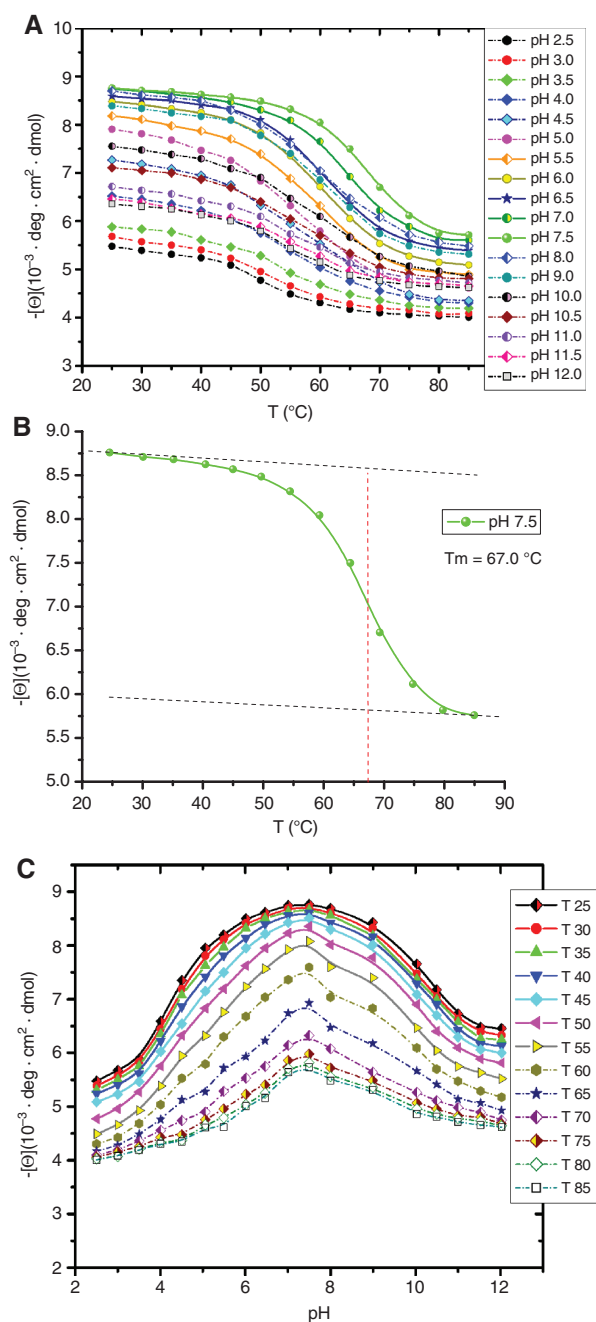 A
10
9
8
7
6
5
4
3
20 30 40 50 60 70 80
T (°C)
-[Θ](10⁻³ · deg · cm² · dmol)
pH 2.5
pH 3.0
pH 3.5
pH 4.0
pH 4.5
pH 5.0
pH 5.5
pH 6.0
pH 6.5
pH 7.0
pH 7.5
pH 8.0
pH 9.0
pH 10.0
pH 10.5
pH 11.0
pH 11.5
pH 12.0
B
9.0
8.5
8.0
7.5
7.0
6.5
6.0
5.5
5.0
20 30 40 50 60 70 80 90
T (°C)
-[Θ](10⁻³ · deg · cm² · dmol)
pH 7.5
Tm = 67.0 °C
C
9
8
7
6
5
4
3
2
2 4 6 8 10 12
pH
-[Θ](10⁻³ · deg · cm² · dmol)
T 25
T 30
T 35
T 40
T 45
T 50
T 55
T 60
T 65
T 70
T 75
T 80
T 85